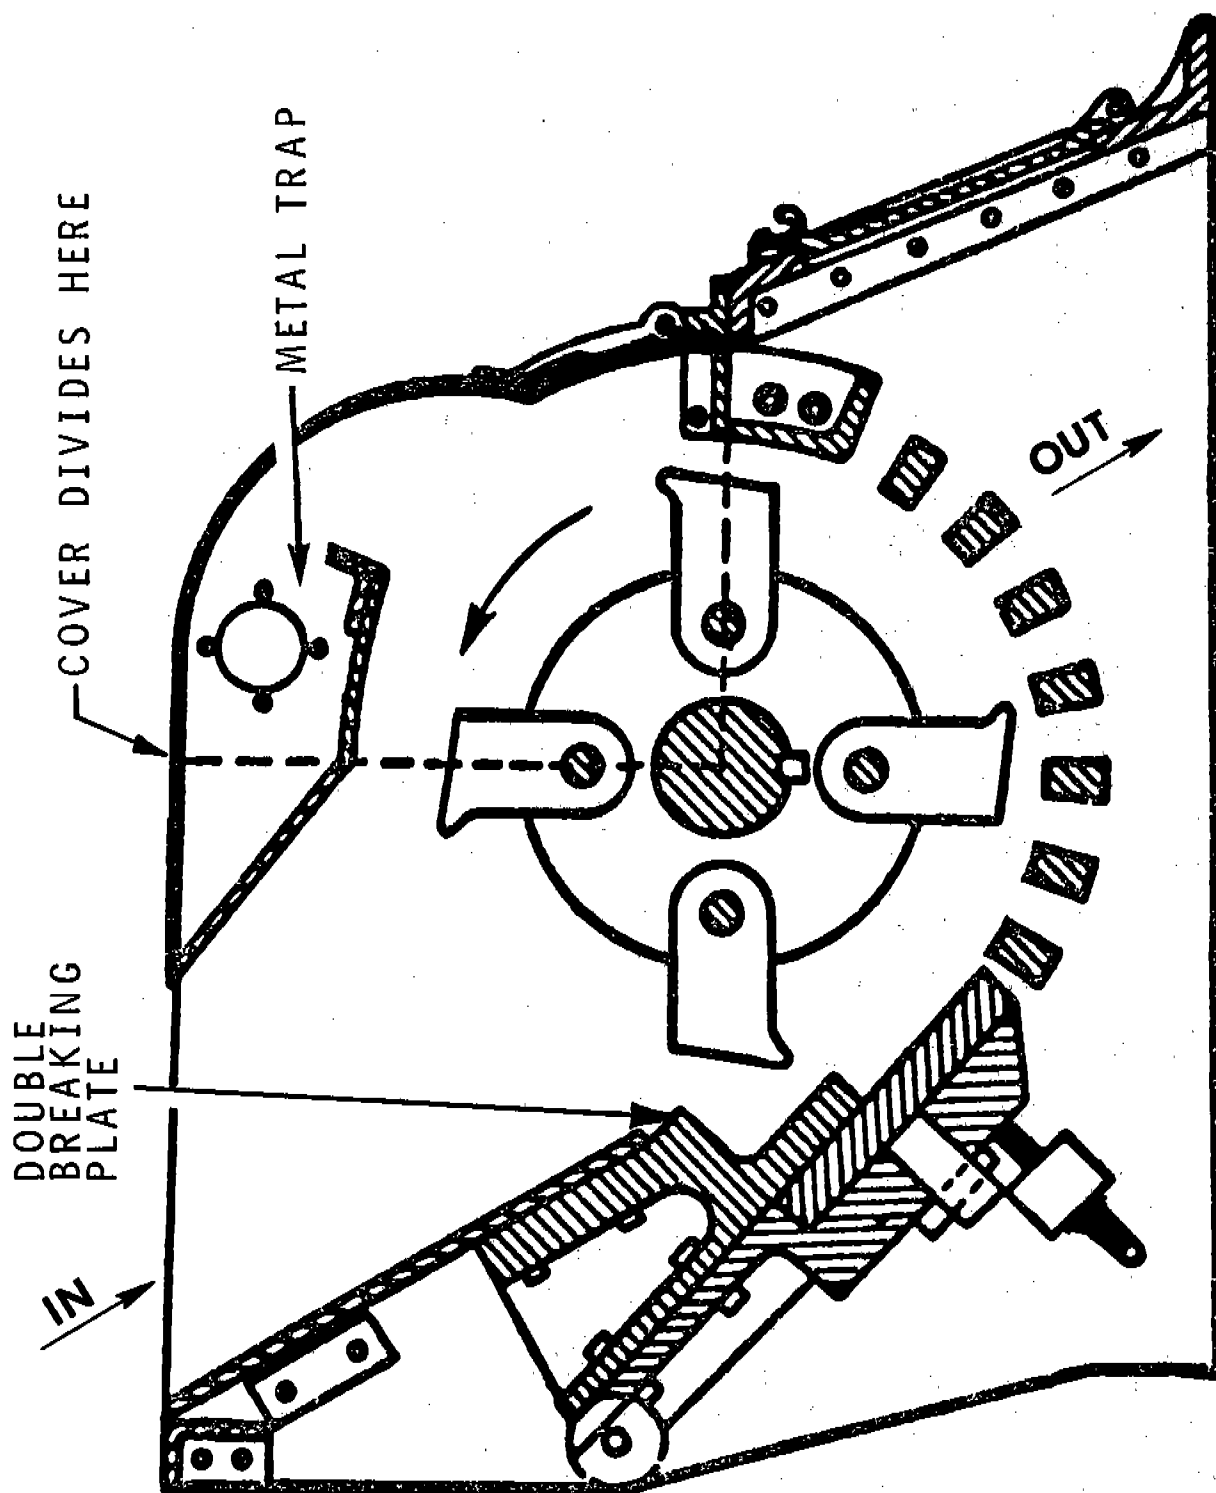 COVER DIVIDES HERE
METAL TRAP
DOUBLE
BREAKING
PLATE
IN
OUT